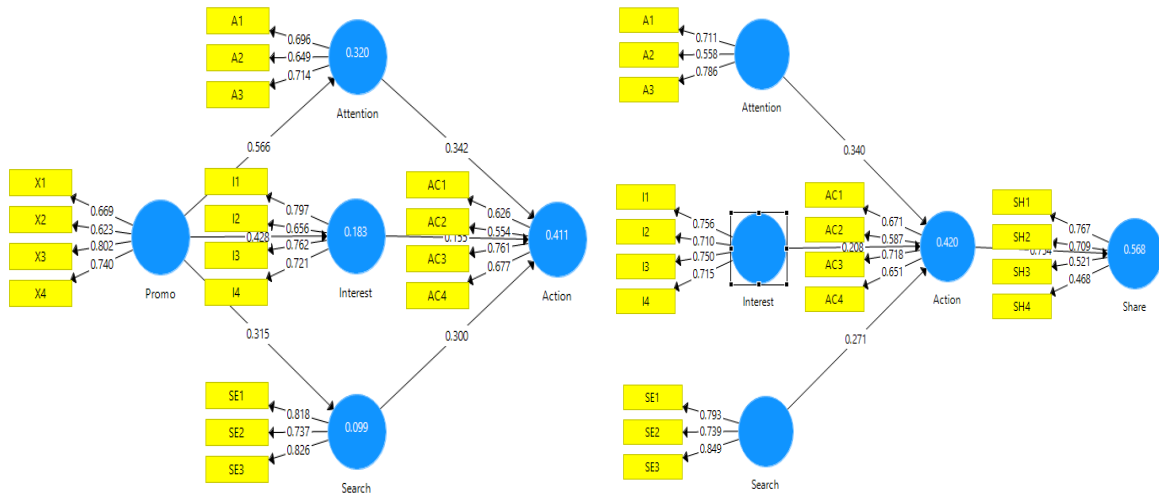 A1
A2
A3
0.696
0.649
0.714
0.320
Attention
0.566
0.342
X1
X2
X3
X4
0.669
0.623
0.802
0.740
Promo
0.428
I1
I2
I3
I4
0.797
0.656
0.762
0.721
0.183
Interest
0.155
AC1
AC2
AC3
AC4
0.626
0.554
0.761
0.677
0.411
Action
0.315
0.300
SE1
SE2
SE3
0.818
0.737
0.826
0.099
Search
A1
A2
A3
0.711
0.558
0.786
Attention
0.340
I1
I2
I3
I4
0.756
0.710
0.750
0.715
Interest
0.208
AC1
AC2
AC3
AC4
0.671
0.587
0.718
0.651
0.420
Action
0.754
SH1
SH2
SH3
SH4
0.767
0.709
0.521
0.468
0.568
Share
0.271
SE1
SE2
SE3
0.793
0.739
0.849
Search